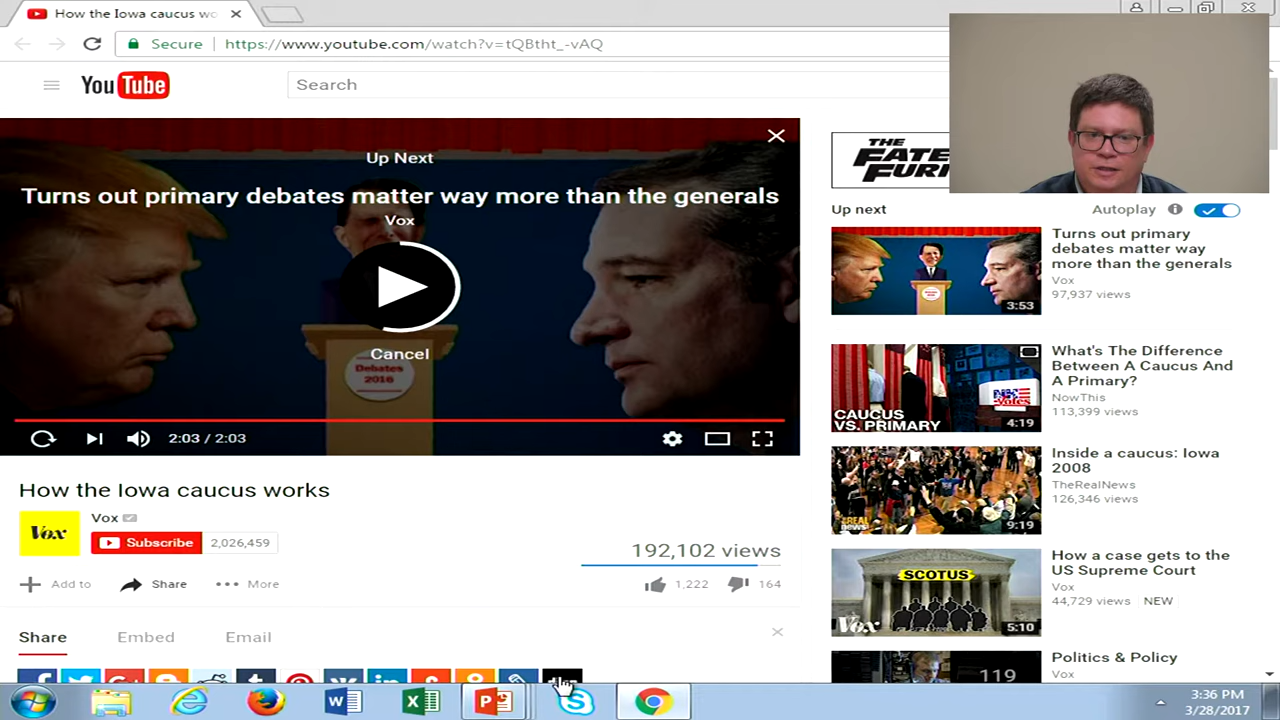 How the Iowa caucus wo
Secure
https://www.youtube.com/watch?v=tQBtht_-vAQ
YouTube
Search
Up Next
Turns out primary debates matter way more than the generals
Vox
Cancel
Debates
2016
2:03 / 2:03
How the Iowa caucus works
Vox
Vox
Subscribe
2,026,459
192,102 views
Add to
Share
More
1,222
164
Share
Embed
Email
THE
FATE
FURI
Up next
Autoplay
3:53
Turns out primary
debates matter way
more than the generals
Vox
97,937 views
CAUCUS
VS. PRIMARY
VOTES
4:19
What's The Difference
Between A Caucus And
A Primary?
NowThis
113,399 views
9:19
Inside a caucus: Iowa
2008
TheRealNews
126,346 views
SCOTUS
Vox
5:10
How a case gets to the
US Supreme Court
Vox
44,729 views
NEW
119
Politics & Policy
Vox
3:36 PM
3/28/2017